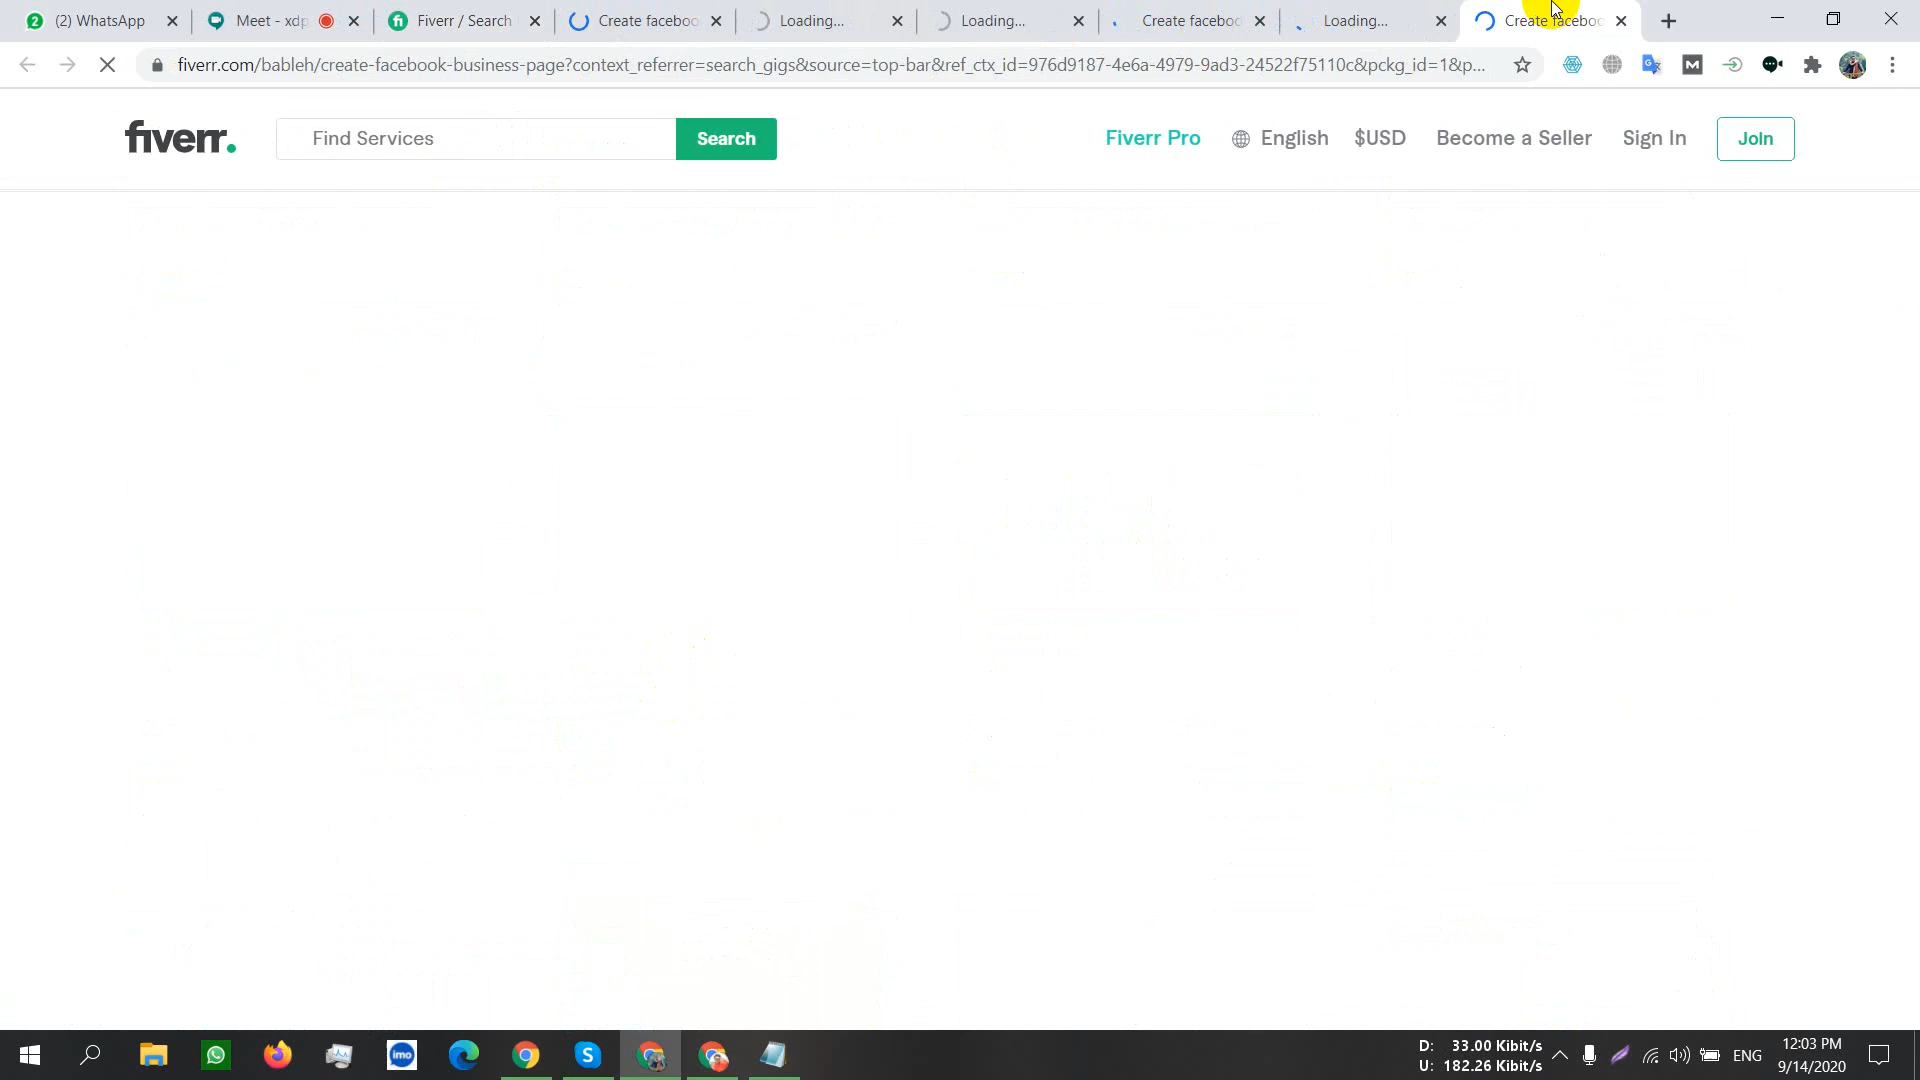 (2) WhatsApp
Meet - xdp
Fiverr / Search
Create faceboo
Loading...
Loading...
Create faceboo
Loading...
Create faceboo
fiverr.com/bableh/create-facebook-business-page?context_referrer=search_gigs&source=top-bar&ref_ctx_id=976d9187-4e6a-4979-9ad3-24522f75110c&pckg_id=1&p...
fiverr.
Find Services
Search
Fiverr Pro
English
$USD
Become a Seller
Sign In
Join
imo
D: 33.00 Kibit/s
U: 182.26 Kibit/s
ENG
12:03 PM
9/14/2020